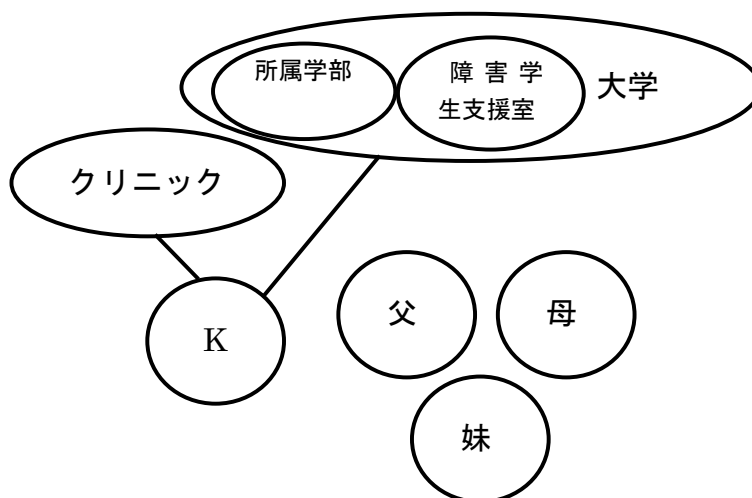 所属学部
障害学
生支援室
大学
クリニック
K
父
母
妹